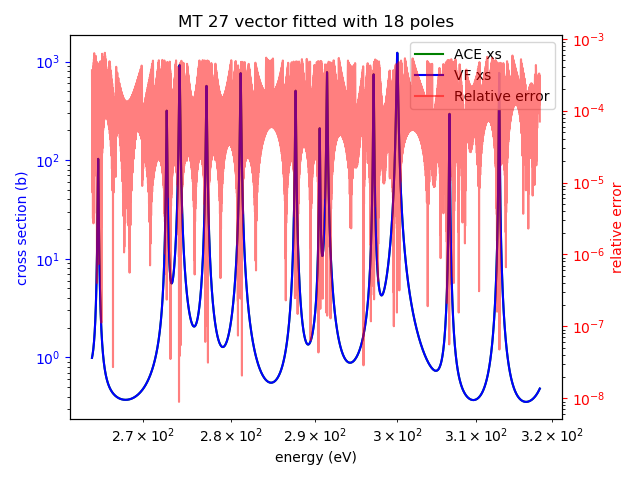 MT 27 vector fitted with 18 poles
ACE xs
VF xs
Relative error
cross section (b)
10³
10²
10¹
10⁰
relative error
10⁻³
10⁻⁴
10⁻⁵
10⁻⁶
10⁻⁷
10⁻⁸
2.7 × 10² 2.8 × 10² 2.9 × 10² 3 × 10² 3.1 × 10² 3.2 × 10²
energy (eV)